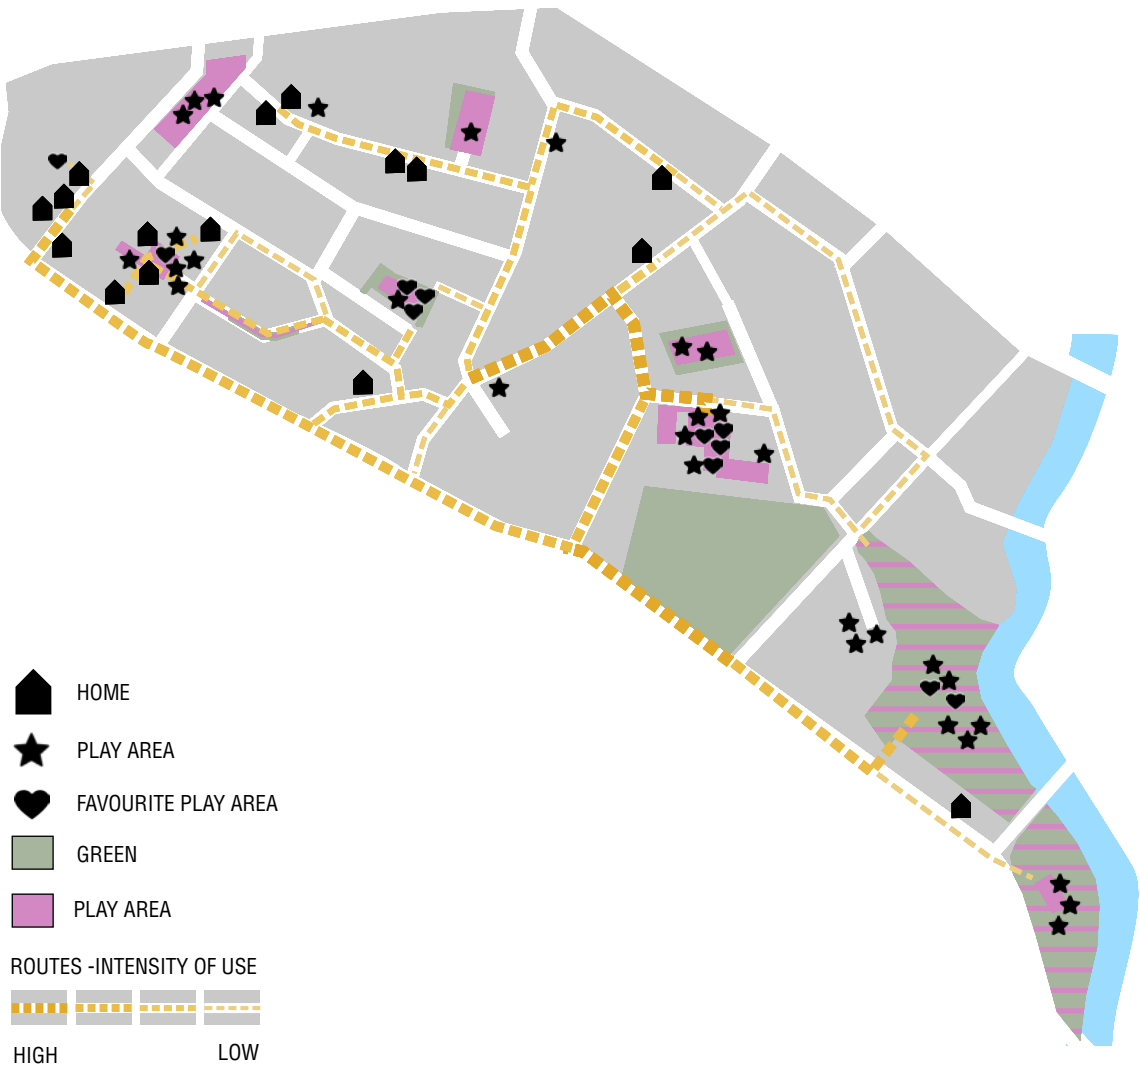 HOME
PLAY AREA
FAVOURITE PLAY AREA
GREEN
PLAY AREA
ROUTES -INTENSITY OF USE
HIGH LOW